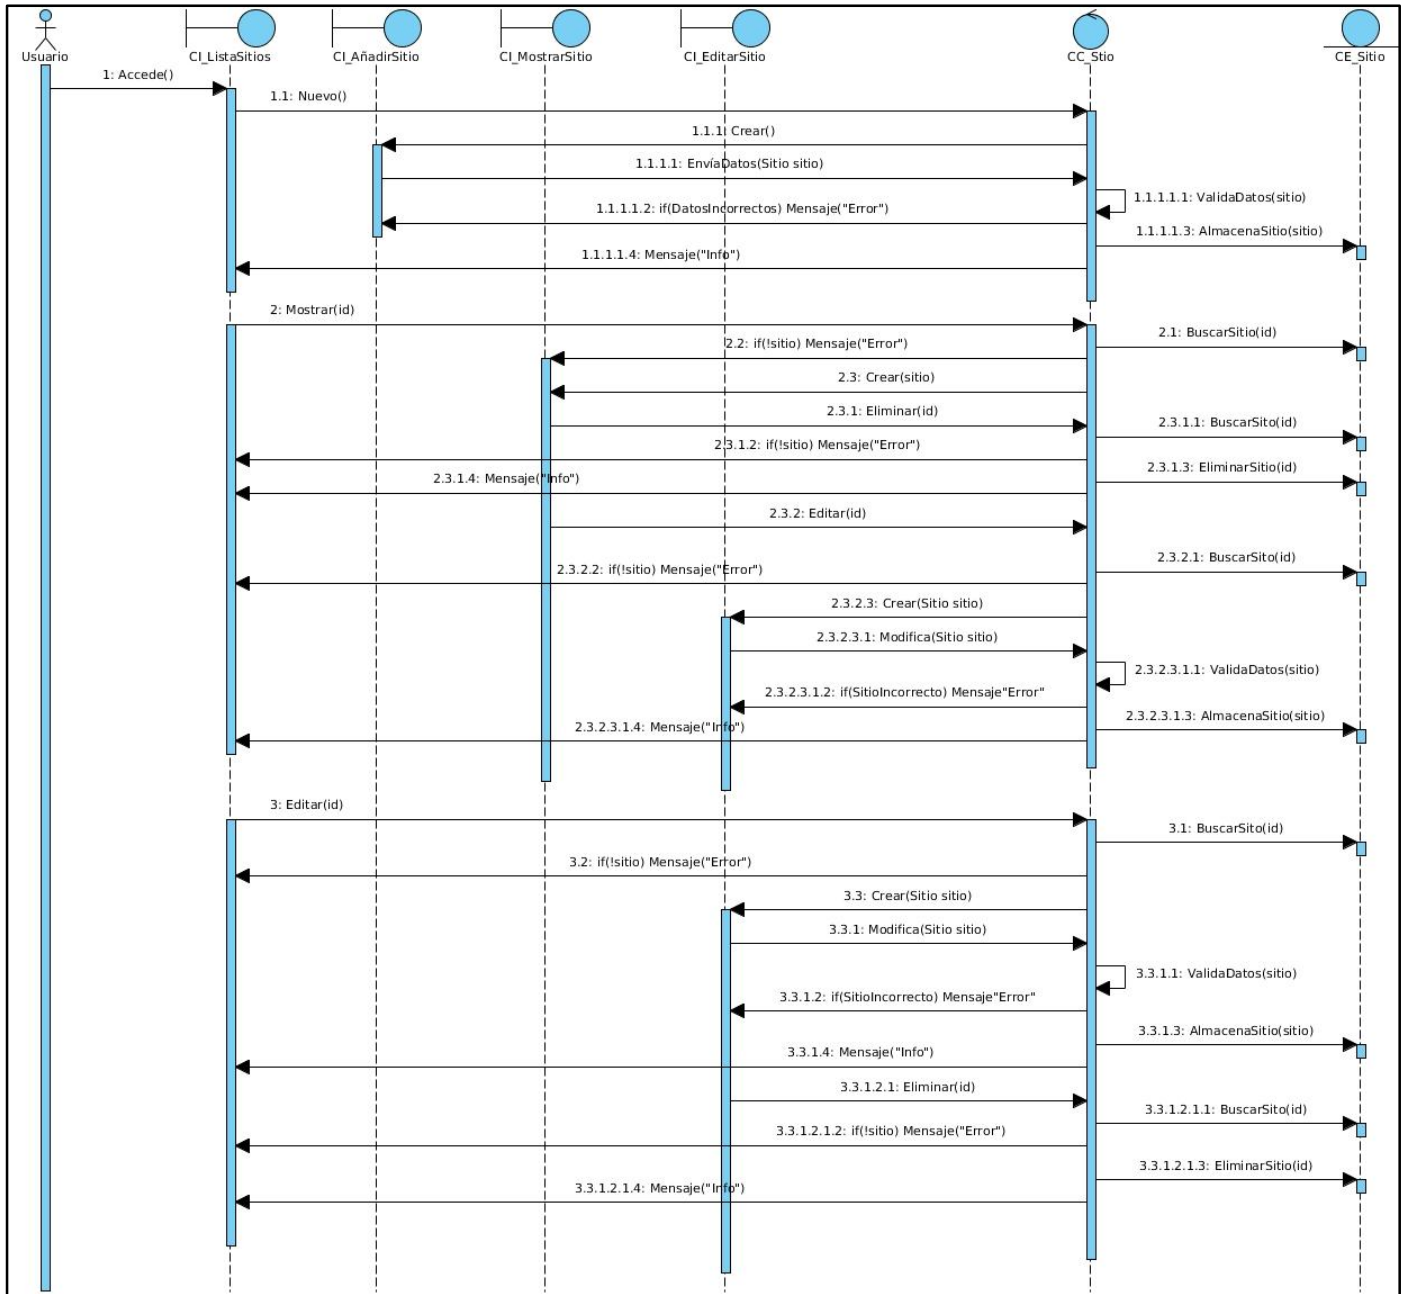 Usuario
CI_ListaSitios
CI_AñadirSitio
CI_MostrarSitio
CI_EditarSitio
CC_Stio
CE_Sitio
1: Accede()
1.1: Nuevo()
1.1.1: Crear()
1.1.1.1: EnvíaDatos(Sitio sitio)
1.1.1.1.1: ValidaDatos(sitio)
1.1.1.1.2: if(DatosIncorrectos) Mensaje("Error")
1.1.1.1.3: AlmacenaSitio(sitio)
1.1.1.1.4: Mensaje("Info")
2: Mostrar(id)
2.1: BuscarSitio(id)
2.2: if(!sitio) Mensaje("Error")
2.3: Crear(sitio)
2.3.1: Eliminar(id)
2.3.1.1: BuscarSito(id)
2.3.1.2: if(!sitio) Mensaje("Error")
2.3.1.3: EliminarSitio(id)
2.3.1.4: Mensaje("Info")
2.3.2: Editar(id)
2.3.2.1: BuscarSito(id)
2.3.2.2: if(!sitio) Mensaje("Error")
2.3.2.3: Crear(Sitio sitio)
2.3.2.3.1: Modifica(Sitio sitio)
2.3.2.3.1.1: ValidaDatos(sitio)
2.3.2.3.1.2: if(SitioIncorrecto) Mensaje"Error"
2.3.2.3.1.3: AlmacenaSitio(sitio)
2.3.2.3.1.4: Mensaje("Info")
3: Editar(id)
3.1: BuscarSito(id)
3.2: if(!sitio) Mensaje("Error")
3.3: Crear(Sitio sitio)
3.3.1: Modifica(Sitio sitio)
3.3.1.1: ValidaDatos(sitio)
3.3.1.2: if(SitioIncorrecto) Mensaje"Error"
3.3.1.3: AlmacenaSitio(sitio)
3.3.1.4: Mensaje("Info")
3.3.1.2.1: Eliminar(id)
3.3.1.2.1.1: BuscarSito(id)
3.3.1.2.1.2: if(!sitio) Mensaje("Error")
3.3.1.2.1.3: EliminarSitio(id)
3.3.1.2.1.4: Mensaje("Info")